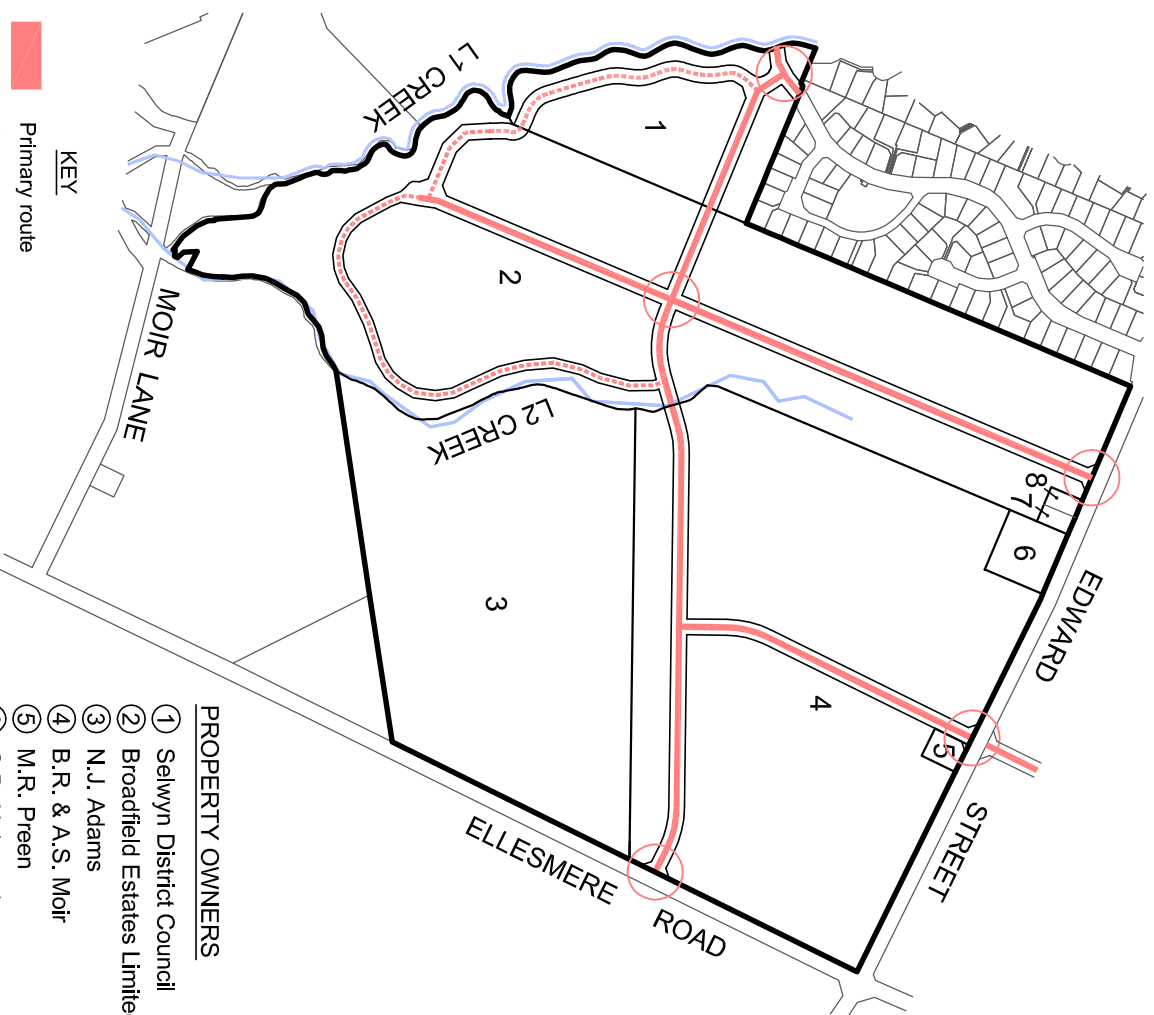 KEY
Primary route
L1 CREEK
L2 CREEK
MOIR LANE
EDWARD
STREET
ELLESMERE
ROAD
1
2
3
4
5
6
7
8
PROPERTY OWNERS
1 Selwyn District Council
2 Broadfield Estates Limite
3 N.J. Adams
4 B.R. & A.S. Moir
5 M.R. Preen